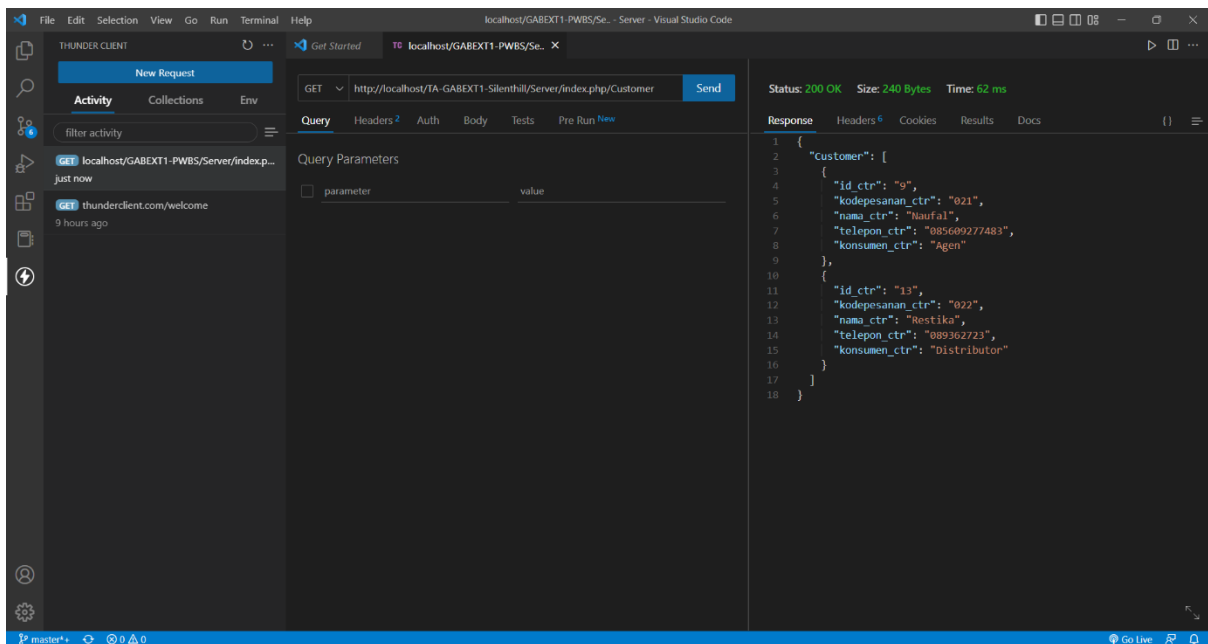 File Edit Selection View Go Run Terminal Help
localhost/GABEXT1-PWBS/Se.. - Server - Visual Studio Code
THUNDER CLIENT
New Request
Activity Collections Env
filter activity
GET localhost/GABEXT1-PWBS/Server/index.p...
just now
GET thunderclient.com/welcome
9 hours ago
Get Started
TC localhost/GABEXT1-PWBS/Se..
GET http://localhost/TA-GABEXT1-Silenthill/Server/index.php/Customer Send
Query Headers 2 Auth Body Tests Pre Run New
Query Parameters
parameter value
Status: 200 OK Size: 240 Bytes Time: 62 ms
Response Headers 6 Cookies Results Docs { }
1 {
2 "Customer": [
3 {
4 "id_ctr": "9",
5 "kodepesanan_ctr": "021",
6 "nama_ctr": "Naufal",
7 "telepon_ctr": "085609277483",
8 "konsumen_ctr": "Agen"
9 },
10 {
11 "id_ctr": "13",
12 "kodepesanan_ctr": "022",
13 "nama_ctr": "Restika",
14 "telepon_ctr": "089362723",
15 "konsumen_ctr": "Distributor"
16 }
17 ]
18 }
6
master*+ 0 0 Go Live